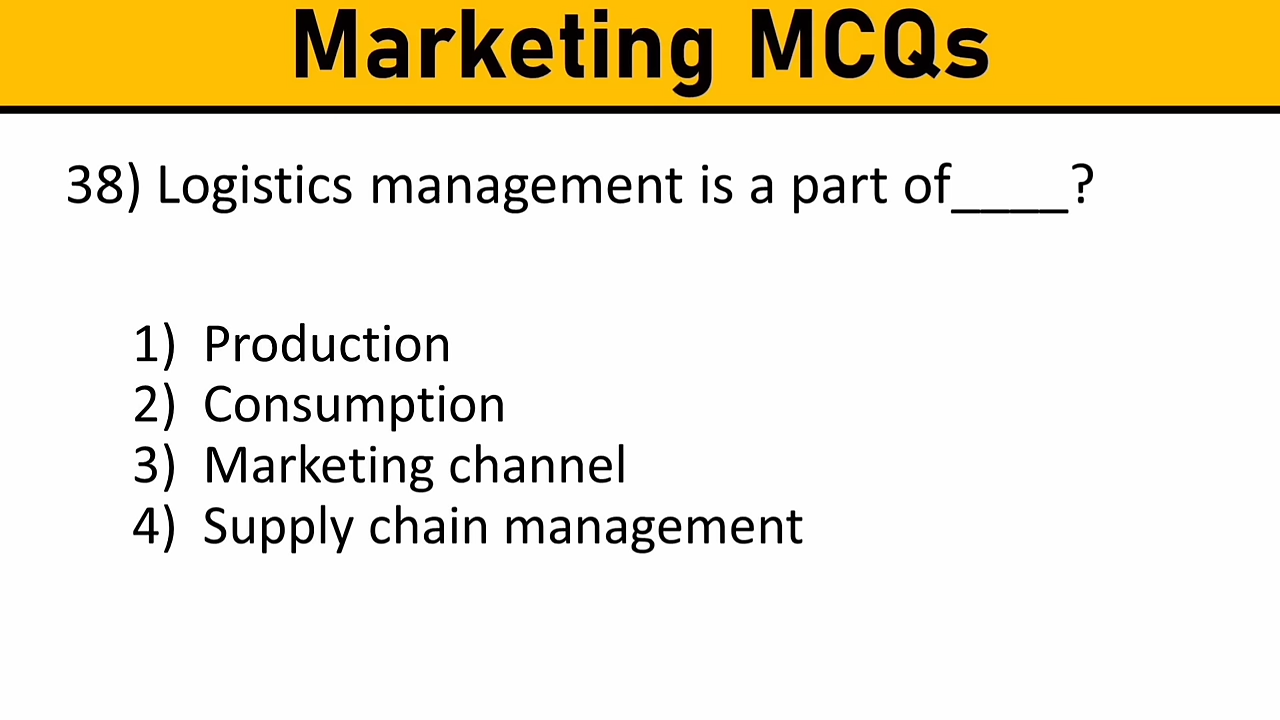 Marketing MCQs
38) Logistics management is a part of____?
1) Production
2) Consumption
3) Marketing channel
4) Supply chain management